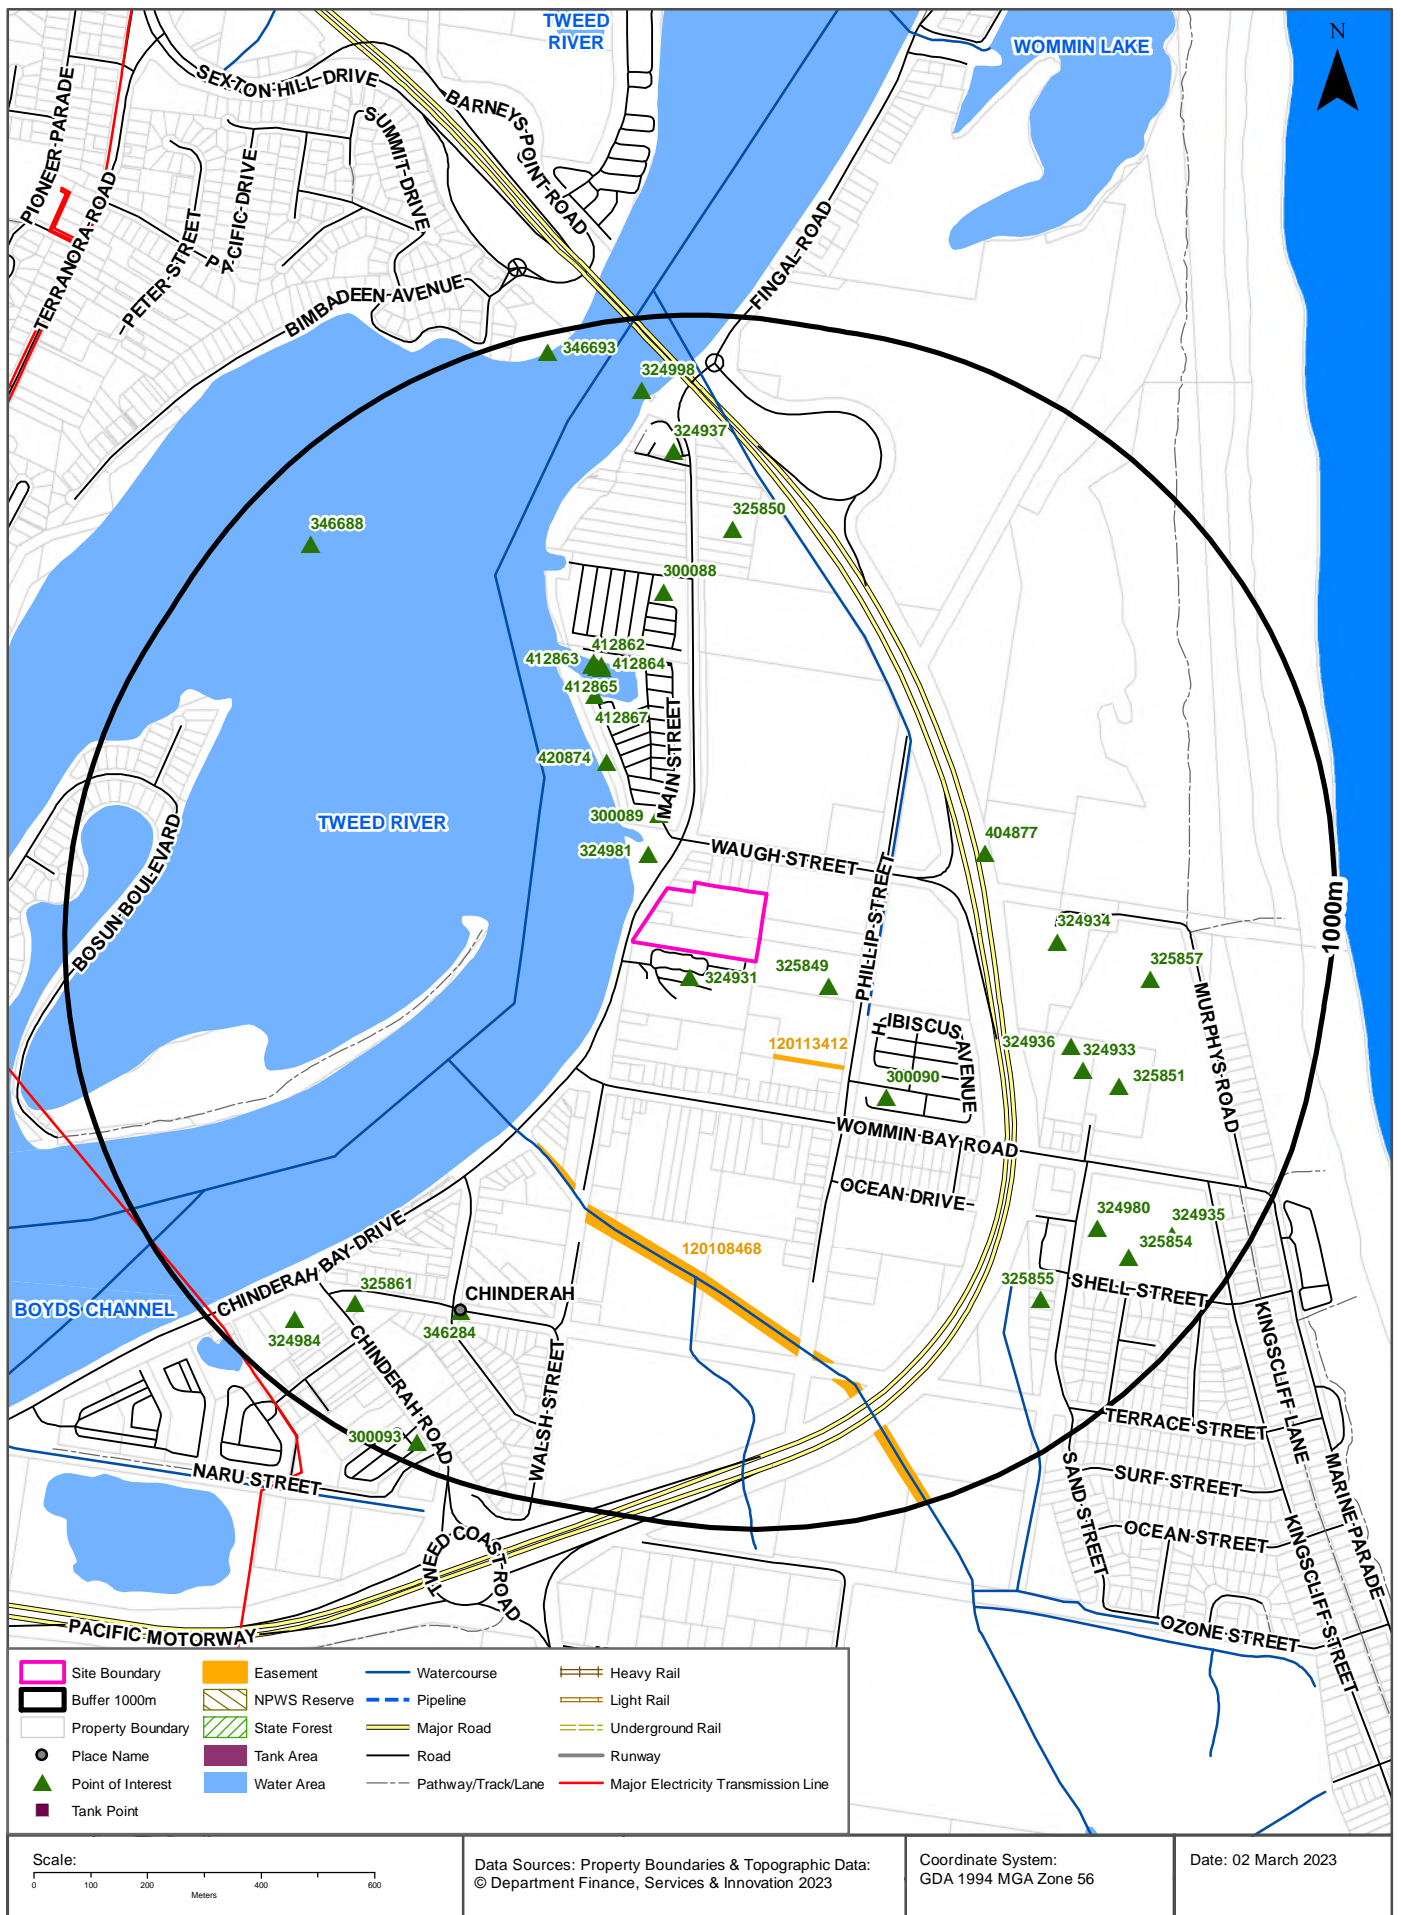 TWEED
RIVER
WOMMIN LAKE
N
SEXTON HILL DRIVE
BARNEYS POINT ROAD
SUMMIT DRIVE
PIONEER PARADE
TERRANORA ROAD
PETER STREET
PACIFIC DRIVE
BIMBADEEN AVENUE
FINGAL ROAD
346693
324998
324937
325850
346688
300088
412862
412863
412864
412865
412867
420874
MAIN STREET
300089
324981
TWEED RIVER
BOSUN BOULEVARD
WAUGH STREET
PHILLIP STREET
404877
1000m
324934
325857
324931
325849
MURPHYS ROAD
HIBISCUS AVENUE
324936
324933
325851
120113412
300090
WOMMIN BAY ROAD
OCEAN DRIVE
324980
324935
325854
120108468
CHINDERAH BAY DRIVE
325861
CHINDERAH
325855
SHELL STREET
BOYDS CHANNEL
324984
346284
CHINDERAH ROAD
WALSH STREET
KINGSCLIFF LANE
300093
TERRACE STREET
NARU STREET
SAND STREET
SURF STREET
MARINE PARADE
OCEAN STREET
KINGSCLIFF STREET
TWEED COAST ROAD
OZONE STREET
PACIFIC MOTORWAY
Site Boundary
Easement
Watercourse
Heavy Rail
Buffer 1000m
NPWS Reserve
Pipeline
Light Rail
Property Boundary
State Forest
Major Road
Underground Rail
Place Name
Tank Area
Road
Runway
Point of Interest
Water Area
Pathway/Track/Lane
Major Electricity Transmission Line
Tank Point
Scale:
0 100 200 400 600
Meters
Data Sources: Property Boundaries & Topographic Data:
© Department Finance, Services & Innovation 2023
Coordinate System:
GDA 1994 MGA Zone 56
Date: 02 March 2023